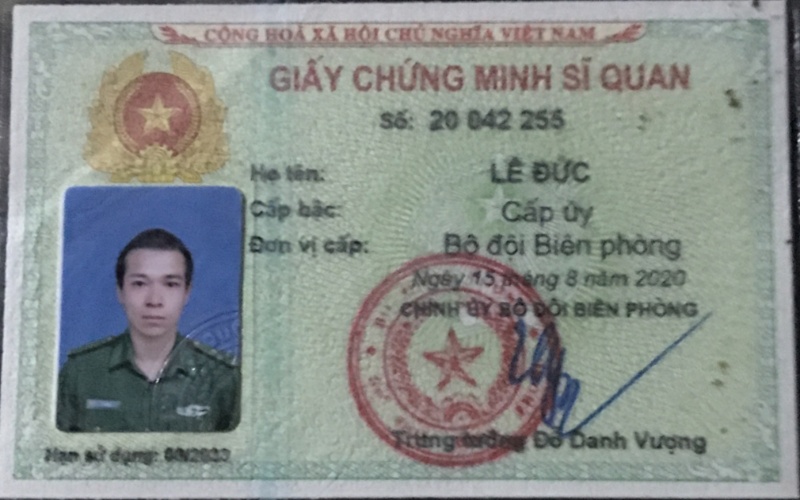 CỘNG HOÀ XÃ HỘI CHỦ NGHĨA VIỆT NAM
GIẤY CHỨNG MINH SĨ QUAN
Số: 20 042 255
Họ tên: LÊ ĐỨC
Cấp bậc: Cấp úy
Đơn vị cấp: Bộ đội Biên phòng
Ngày 15 tháng 8 năm 2020
CHÍNH ỦY BỘ ĐỘI BIÊN PHÒNG
Trung tướng Đỗ Danh Vượng
Hạn sử dụng: